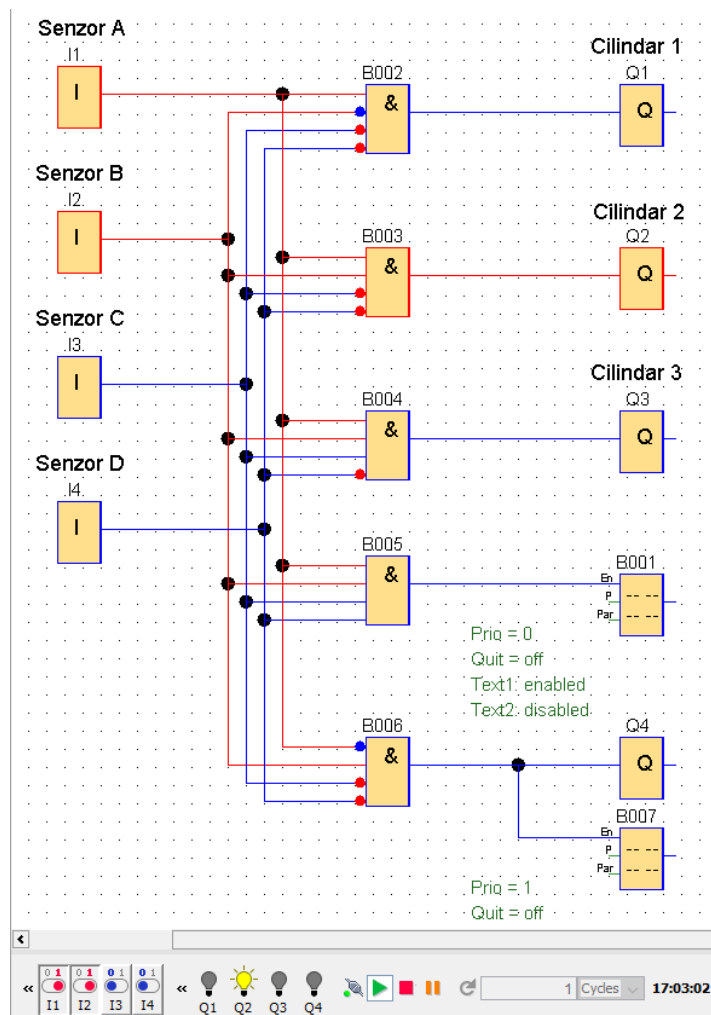 Senzor A
I1
I
Cilindar 1
B002
&
Q1
Q
Senzor B
I2
I
Cilindar 2
B003
&
Q2
Q
Senzor C
I3
I
Cilindar 3
B004
&
Q3
Q
Senzor D
I4
I
B005
&
B001
En
P
Par
Prio = 0
Quit = off
Text1: enabled
Text2: disabled
B006
&
Q4
Q
B007
En
P
Par
Prio = 1
Quit = off
« 0 1 0 1 0 1 0 1 «
I1 I2 I3 I4
Q1 Q2 Q3 Q4
1 Cycles 17:03:02